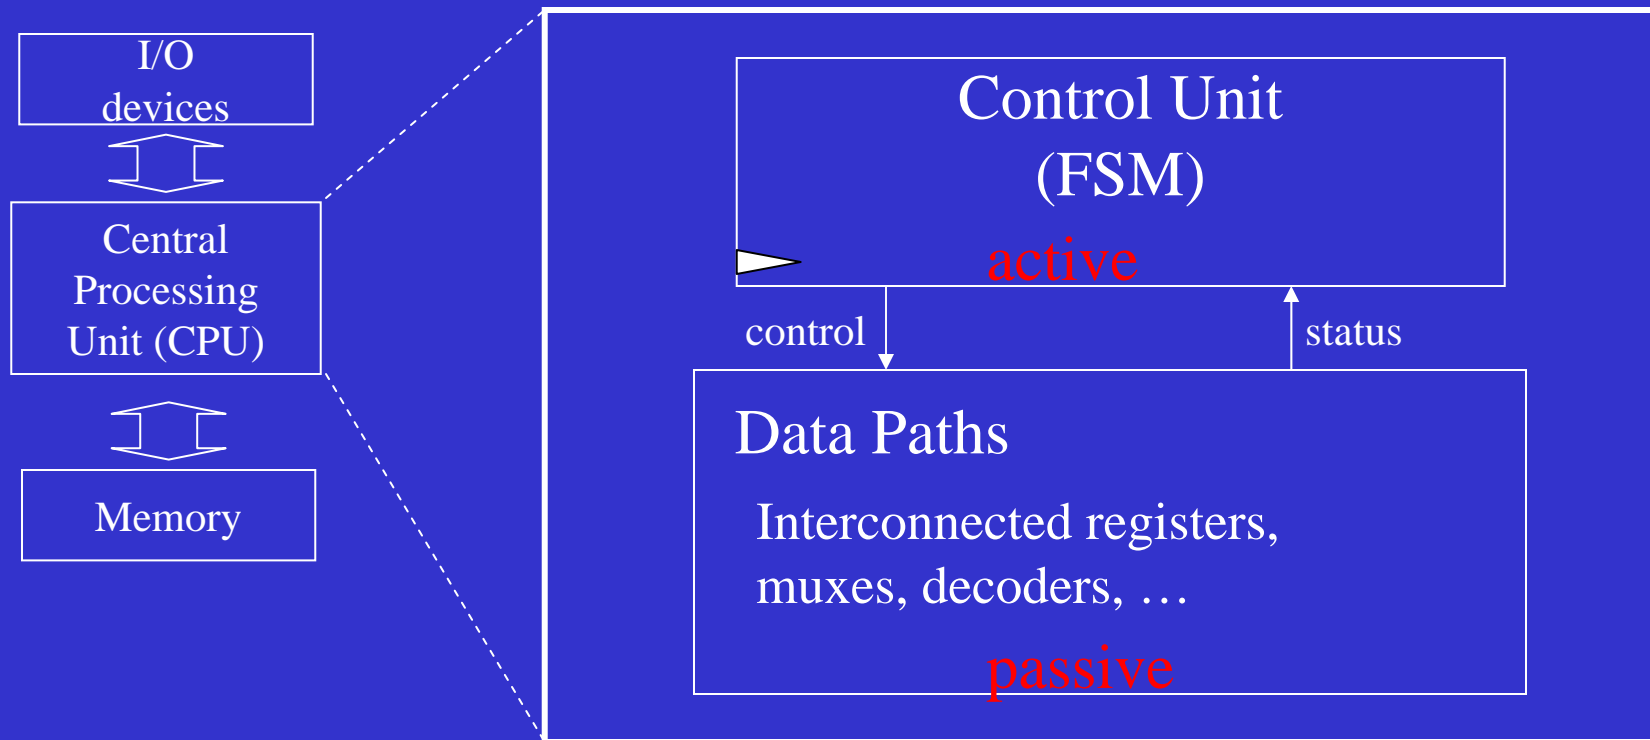 I/O
devices
Central
Processing
Unit (CPU)
Memory
Control Unit
(FSM)
active
control
status
Data Paths
Interconnected registers,
muxes, decoders, …
passive